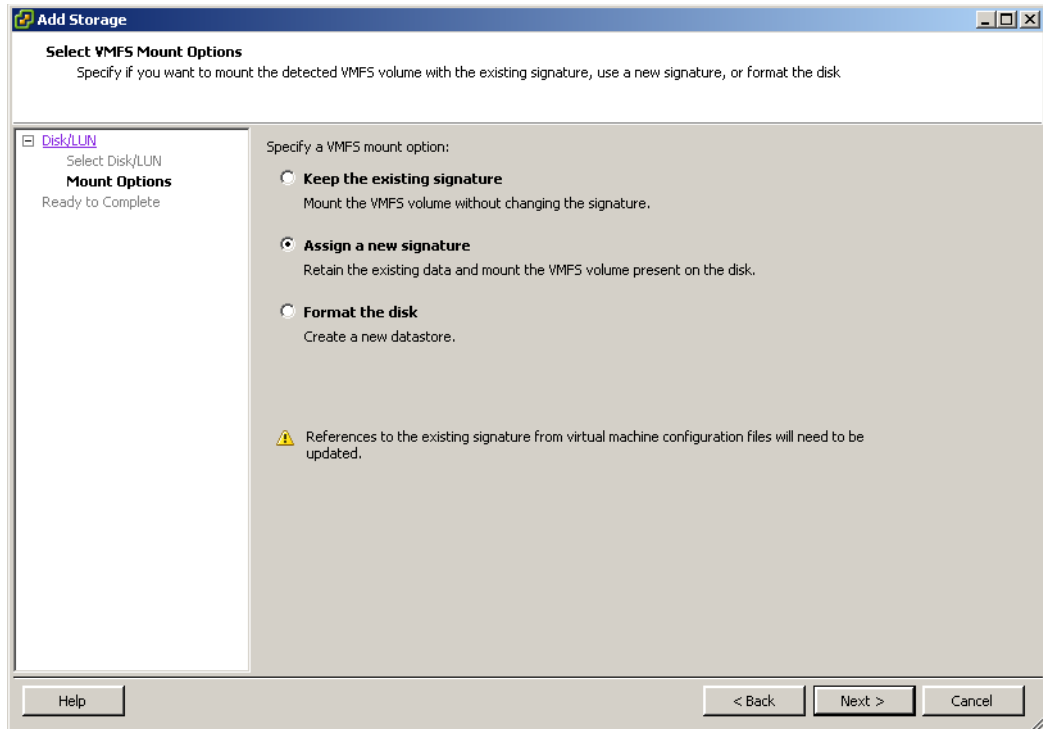 Add Storage
Select VMFS Mount Options
Specify if you want to mount the detected VMFS volume with the existing signature, use a new signature, or format the disk
Disk/LUN
Select Disk/LUN
Mount Options
Ready to Complete
Specify a VMFS mount option:
Keep the existing signature
Mount the VMFS volume without changing the signature.
Assign a new signature
Retain the existing data and mount the VMFS volume present on the disk.
Format the disk
Create a new datastore.
References to the existing signature from virtual machine configuration files will need to be
updated.
Help
< Back
Next >
Cancel